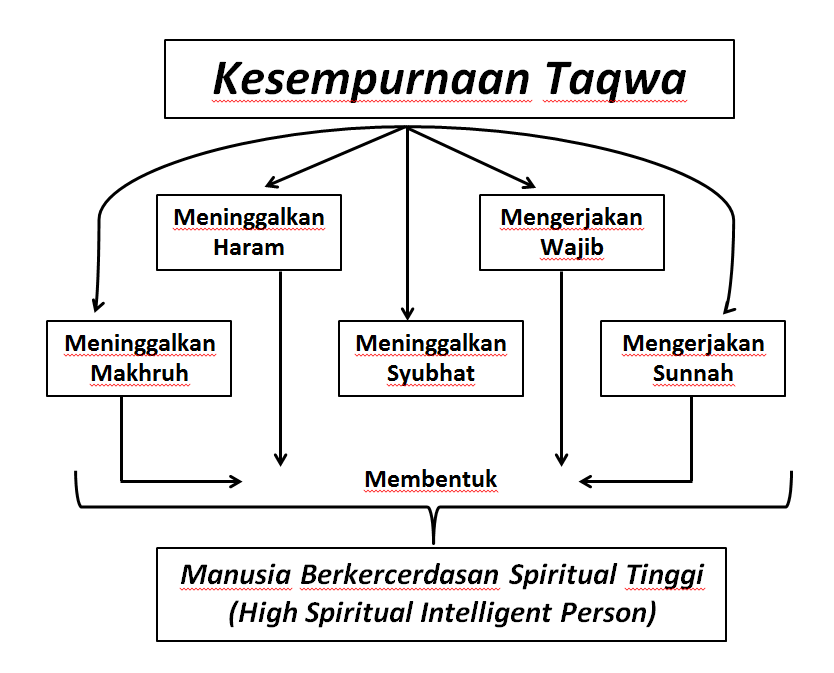 Kesempurnaan Taqwa
Meninggalkan
Haram
Mengerjakan
Wajib
Meninggalkan
Makhruh
Meninggalkan
Syubhat
Mengerjakan
Sunnah
Membentuk
Manusia Berkercerdasan Spiritual Tinggi
(High Spiritual Intelligent Person)